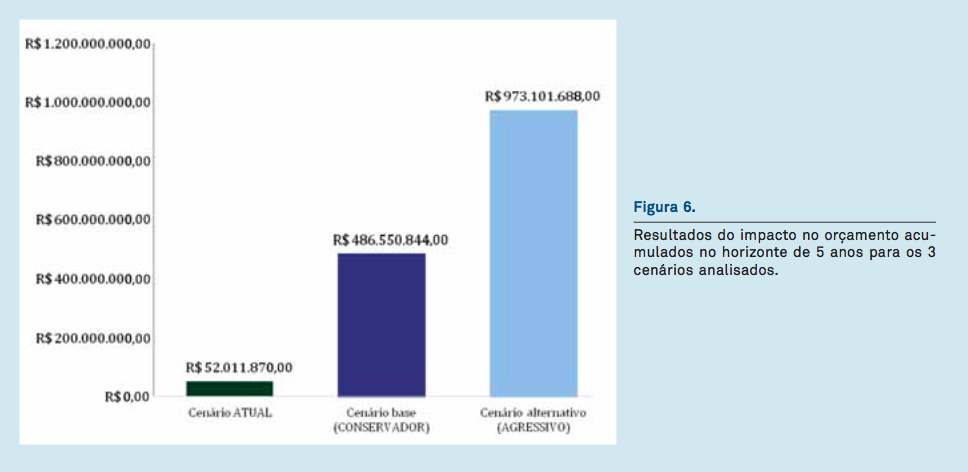 R$ 1.200.000.000,00
R$ 1.000.000.000,00
R$ 800.000.000,00
R$ 600.000.000,00
R$ 400.000.000,00
R$ 200.000.000,00
R$ 0,00
R$ 52.011.870,00
R$ 486.550.844,00
R$ 973.101.688,00
Cenário ATUAL
Cenário base
(CONSERVADOR)
Cenário alternativo
(AGRESSIVO)
Figura 6.
Resultados do impacto no orçamento acu-
mulados no horizonte de 5 anos para os 3
cenários analisados.